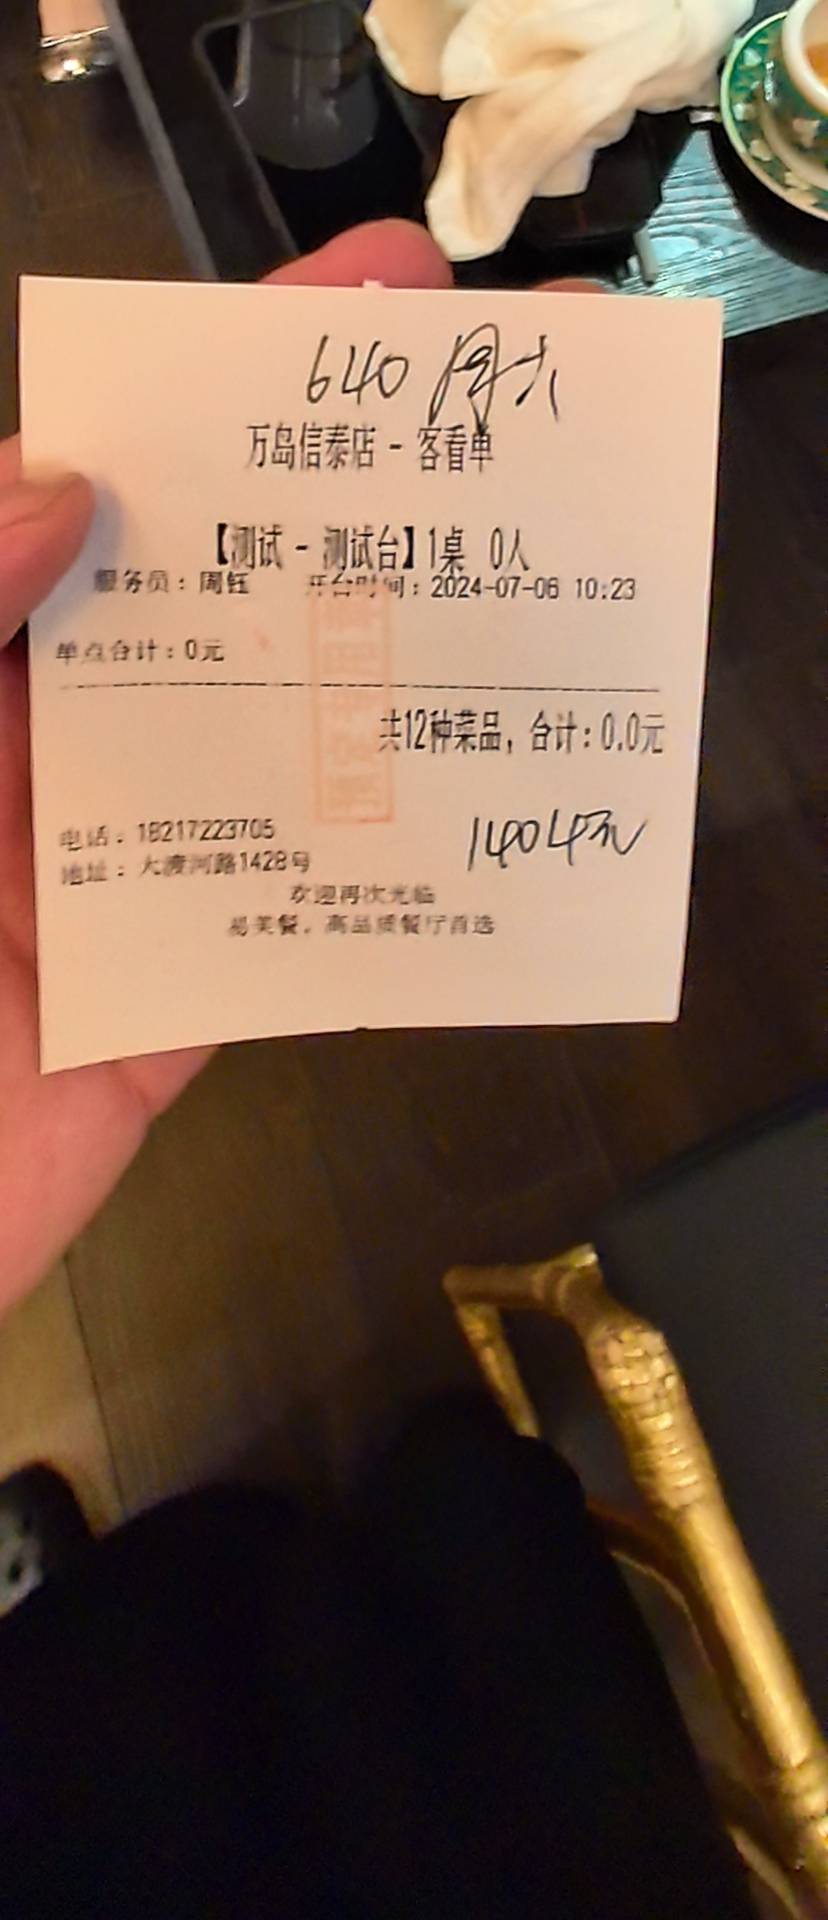 640 周六
万岛信泰店 - 客看单
【测试 - 测试台】1桌 0人
服务员：周钰 开台时间：2024-07-06 10:23
单点合计：0元
共12种菜品，合计：0.0元
电话：18217223705
1404元
地址：大渡河路1428号
欢迎再次光临
易美餐，高品质餐厅首选